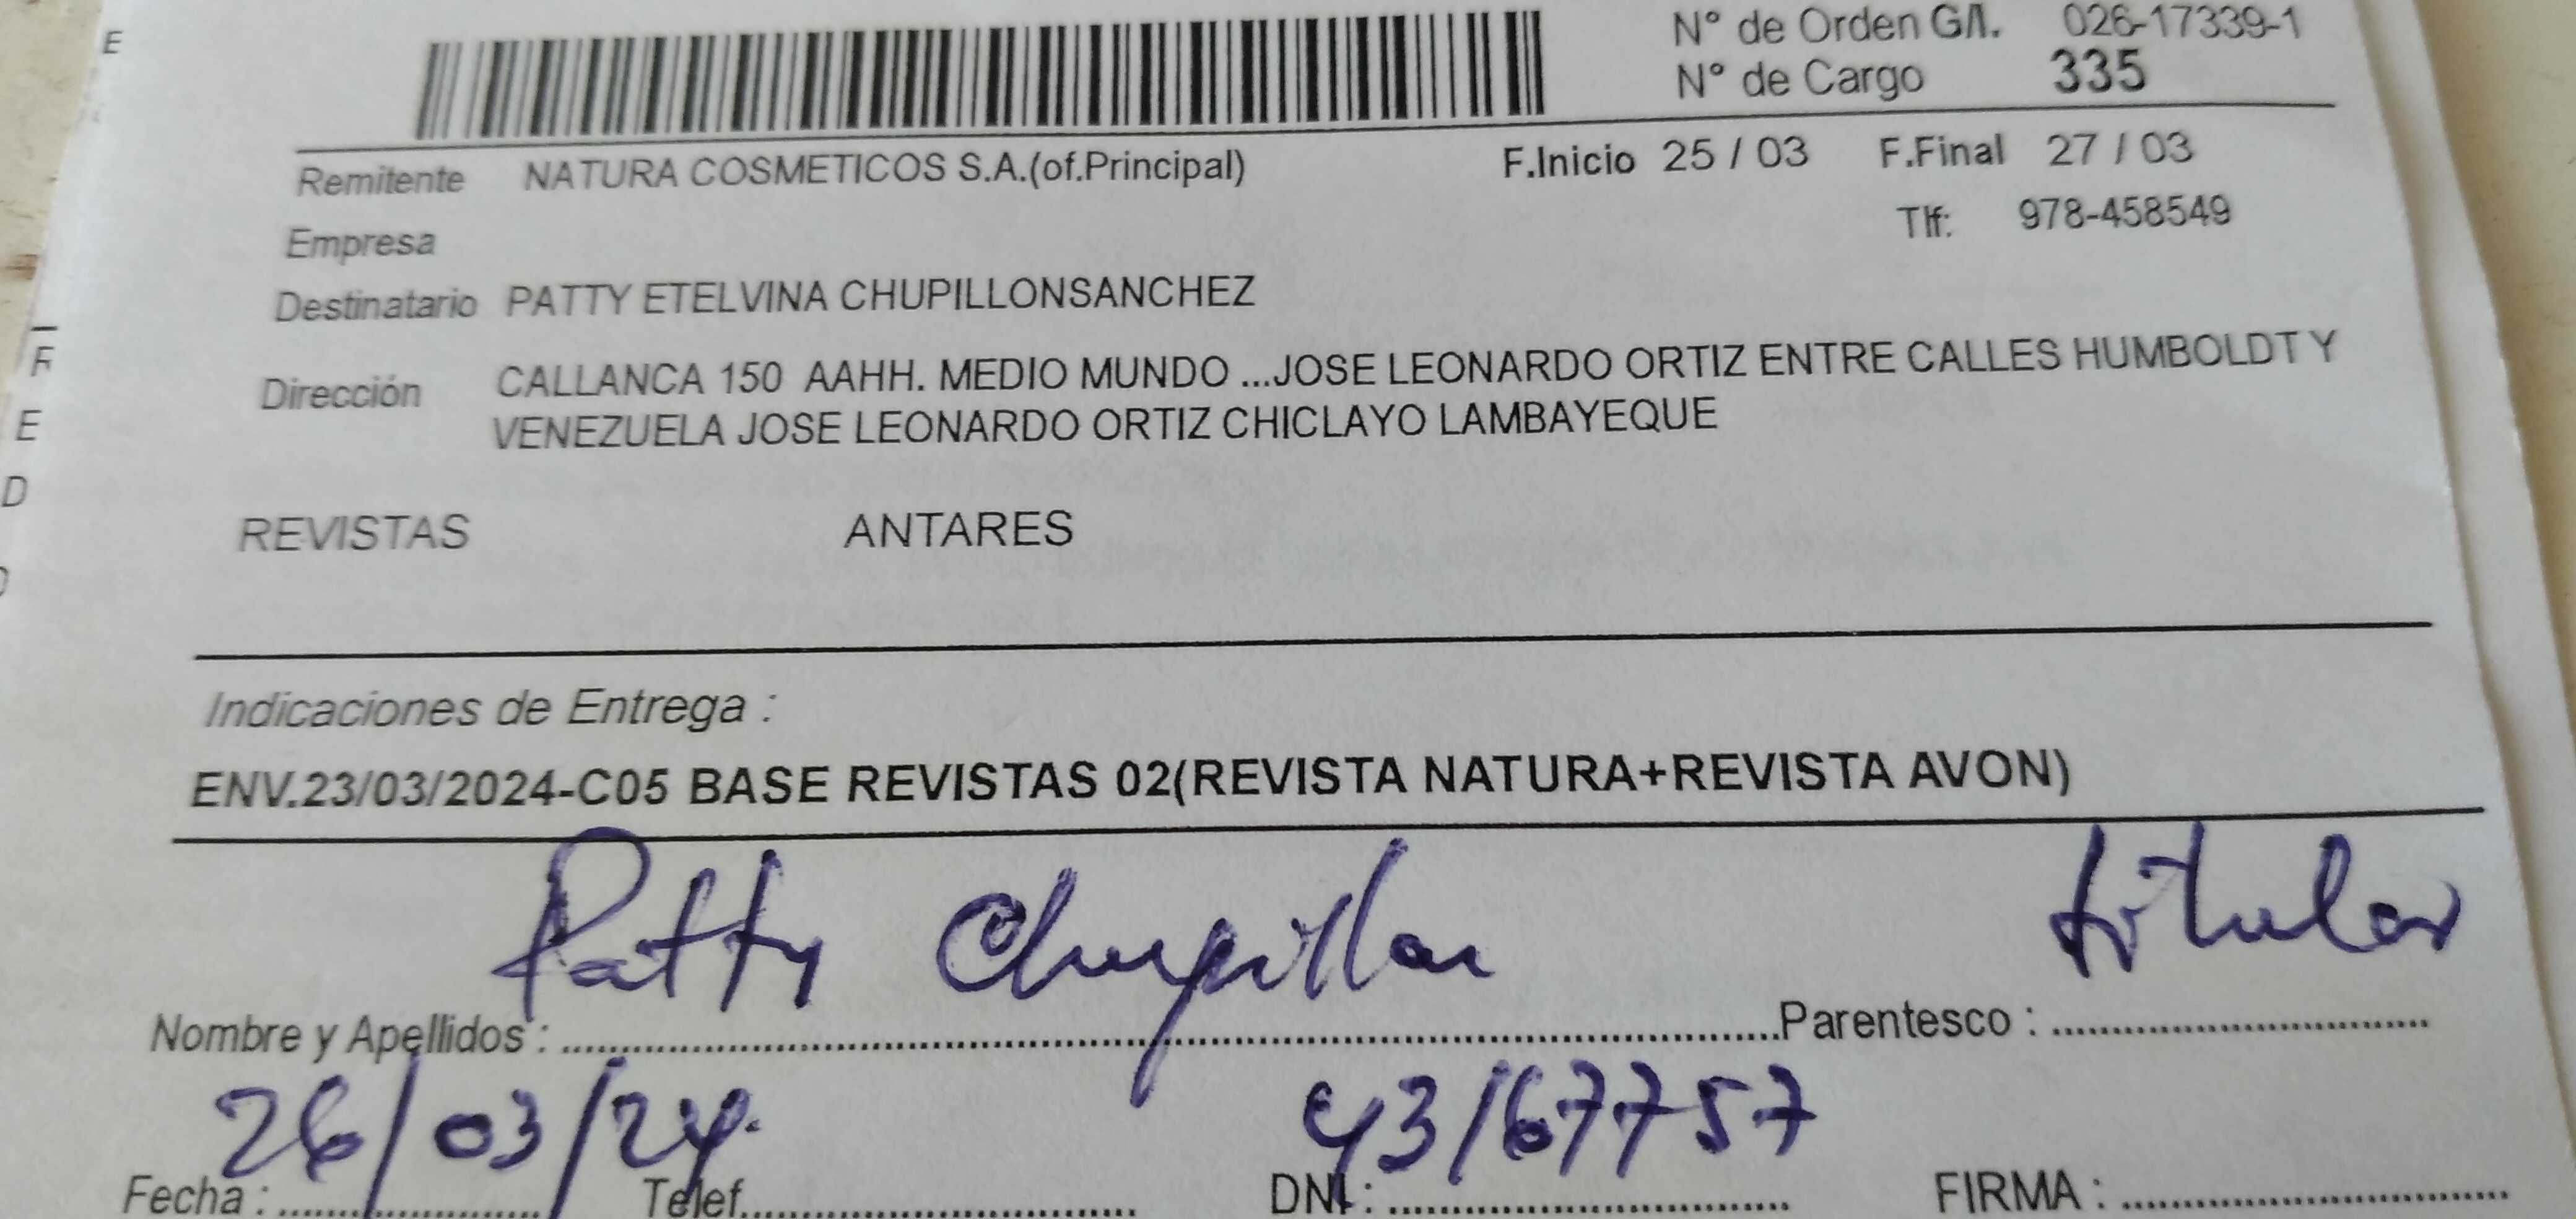 E
N° de Orden G/I. 026-17339-1
N° de Cargo 335
Remitente NATURA COSMETICOS S.A.(of.Principal) F.Inicio 25 / 03 F.Final 27 / 03
Empresa Tlf: 978-458549
Destinatario PATTY ETELVINA CHUPILLONSANCHEZ
Dirección CALLANCA 150 AAHH. MEDIO MUNDO ...JOSE LEONARDO ORTIZ ENTRE CALLES HUMBOLDT Y
VENEZUELA JOSE LEONARDO ORTIZ CHICLAYO LAMBAYEQUE
E
D
REVISTAS ANTARES
Indicaciones de Entrega :
ENV.23/03/2024-C05 BASE REVISTAS 02(REVISTA NATURA+REVISTA AVON)
Patty Chupillon titular
Nombre y Apellidos : Parentesco :
26/03/24. 43167757
Fecha : Telef. DNI : FIRMA :